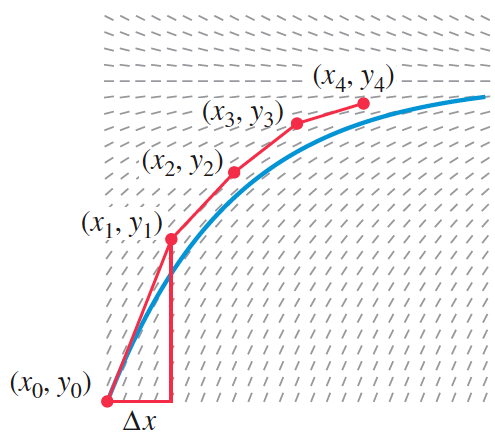 (x₄, y₄)
(x₃, y₃)
(x₂, y₂)
(x₁, y₁)
(x₀, y₀)
Δx